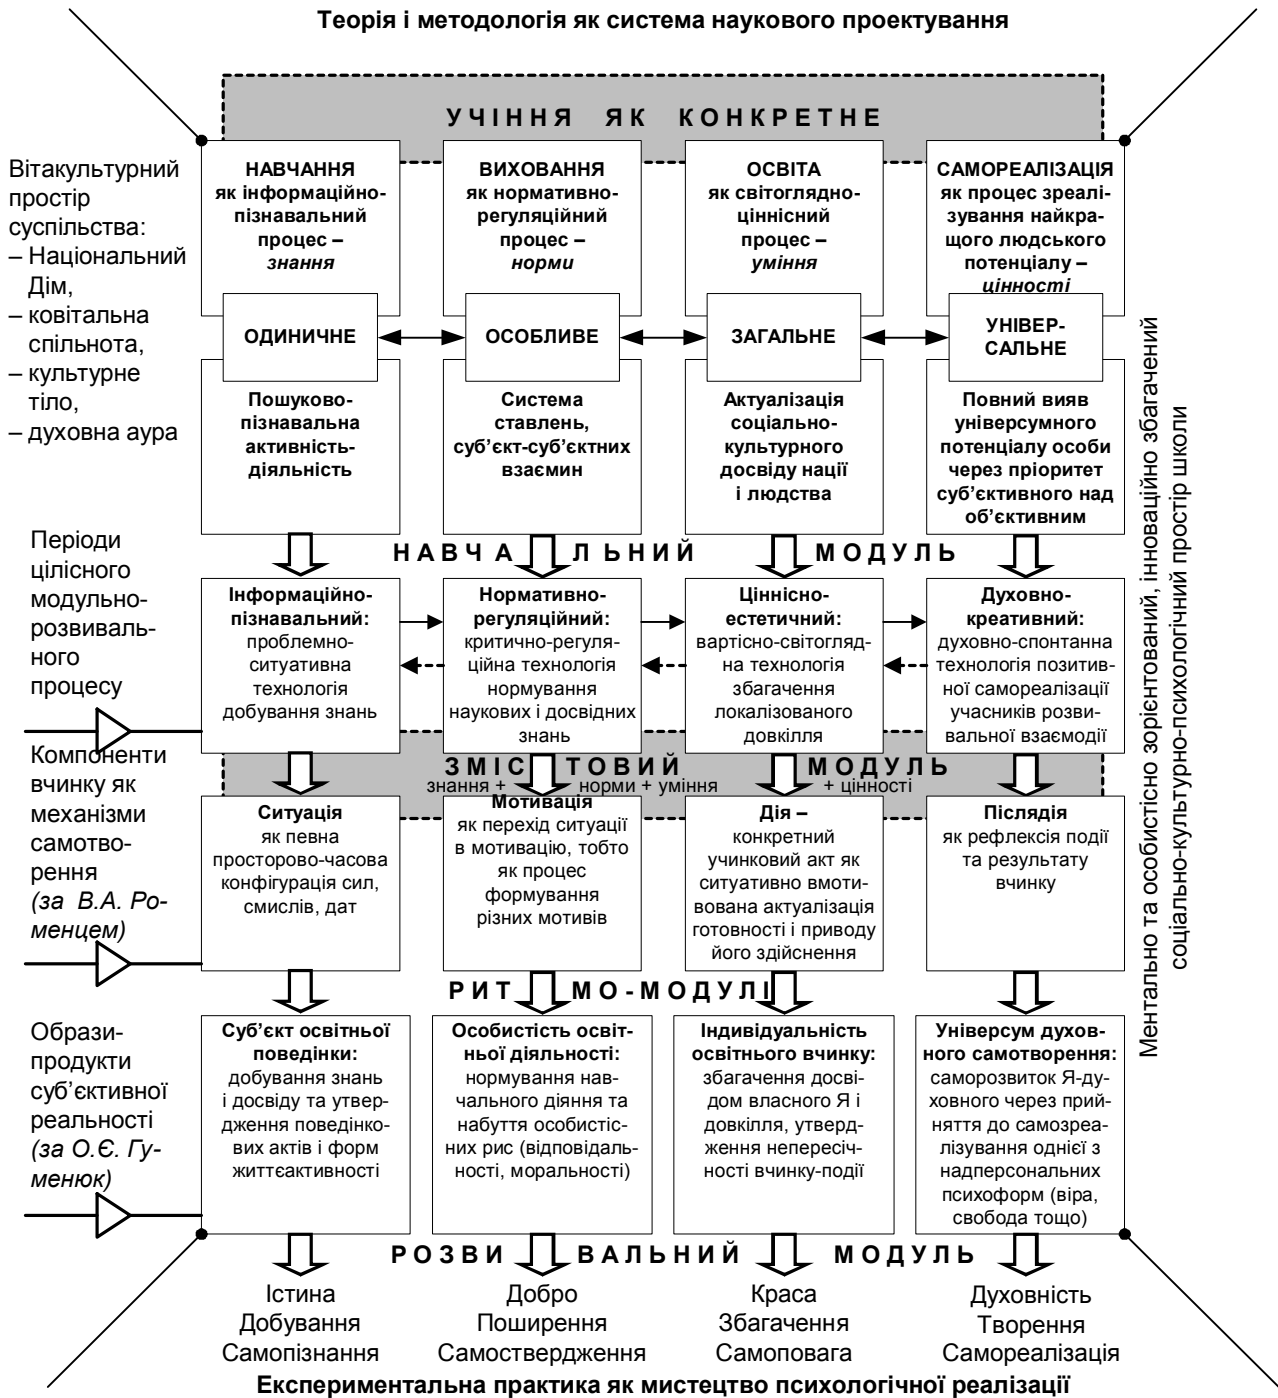 Теорія і методологія як система наукового проектування
УЧІННЯ ЯК КОНКРЕТНЕ
Вітакультурний
простір
суспільства:
– Національний
Дім,
– ковітальна
спільнота,
– культурне
тіло,
– духовна аура
НАВЧАННЯ
як інформаційно-
пізнавальний
процес –
знання
ВИХОВАННЯ
як нормативно-
регуляційний
процес –
норми
ОСВІТА
як світоглядно-
ціннісний
процес –
уміння
САМОРЕАЛІЗАЦІЯ
як процес зреалі-
зування найкра-
щого людського
потенціалу –
цінності
ОДИНИЧНЕ
ОСОБЛИВЕ
ЗАГАЛЬНЕ
УНІВЕР-
САЛЬНЕ
Пошуково-
пізнавальна
активність-
діяльність
Система
ставлень,
суб’єкт-суб’єктних
взаємин
Актуалізація
соціально-
культурного
досвіду нації
і людства
Повний вияв
універсумного
потенціалу особи
через пріоритет
суб’єктивного над
об’єктивним
НАВЧАЛЬНИЙ МОДУЛЬ
Періоди
цілісного
модульно-
розвиваль-
ного
процесу
Інформаційно-
пізнавальний:
проблемно-
ситуативна
технологія
добування знань
Нормативно-
регуляційний:
критично-регуля-
ційна технологія
нормування
наукових і досвідних
знань
Ціннісно-
естетичний:
вартісно-світогляд-
на технологія
збагачення
локалізованого
довкілля
Духовно-
креативний:
духовно-спонтанна
технологія позитив-
ної самореалізації
учасників розви-
вальної взаємодії
ЗМІСТОВИЙ МОДУЛЬ
знання + норми + уміння + цінності
Компоненти
вчинку як
механізми
самотво-
рення
(за В.А. Ро-
менцем)
Ситуація
як певна
просторово-часова
конфігурація сил,
смислів, дат
Мотивація
як перехід ситуації
в мотивацію, тобто
як процес
формування
різних мотивів
Дія –
конкретний
учинковий акт як
ситуативно вмоти-
вована актуалізація
готовності і приводу
його здійснення
Післядія
як рефлексія події
та результату
вчинку
РИТМО-МОДУЛІ
Образи-
продукти
суб’єктивної
реальності
(за О.Є. Гу-
менюк)
Суб’єкт освітньої
поведінки:
добування знань
і досвіду та утвер-
дження поведінко-
вих актів і форм
життєактивності
Особистість освіт-
ньої діяльності:
нормування нав-
чального діяння та
набуття особистіс-
них рис (відповідаль-
ності, моральності)
Індивідуальність
освітнього вчинку:
збагачення досві-
дом власного Я і
довкілля, утвер-
дження непересіч-
ності вчинку-події
Універсум духов-
ного самотворення:
саморозвиток Я-ду-
ховного через прий-
няття до самозреа-
лізування однієї з
надперсональних
психоформ (віра,
свобода тощо)
РОЗВИВАЛЬНИЙ МОДУЛЬ
Істина
Добування
Самопізнання
Добро
Поширення
Самоствердження
Краса
Збагачення
Самоповага
Духовність
Творення
Самореалізація
Експериментальна практика як мистецтво психологічної реалізації
Ментально та особистісно зорієнтований, інноваційно збагачений
соціально-культурно-психологічний простір школи